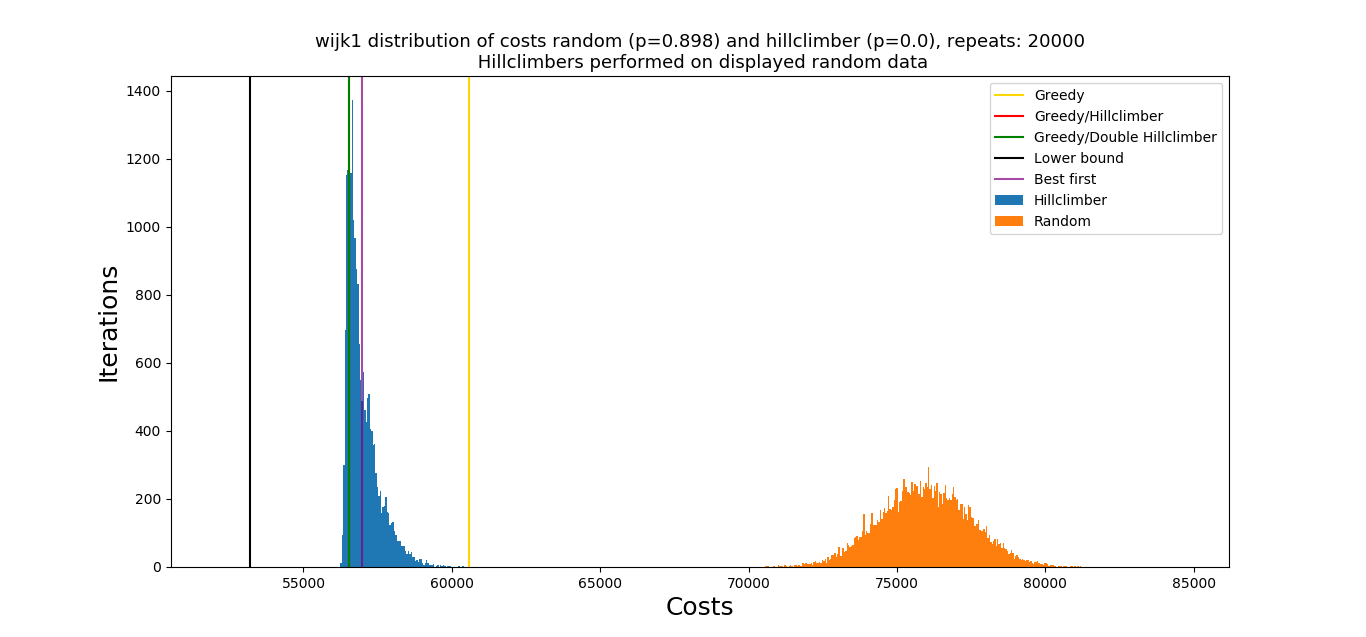 wijk1 distribution of costs random (p=0.898) and hillclimber (p=0.0), repeats: 20000
Hillclimbers performed on displayed random data
Greedy
Greedy/Hillclimber
Greedy/Double Hillclimber
Lower bound
Best first
Hillclimber
Random
Iterations
1400
1200
1000
800
600
400
200
0
55000 60000 65000 70000 75000 80000 85000
Costs